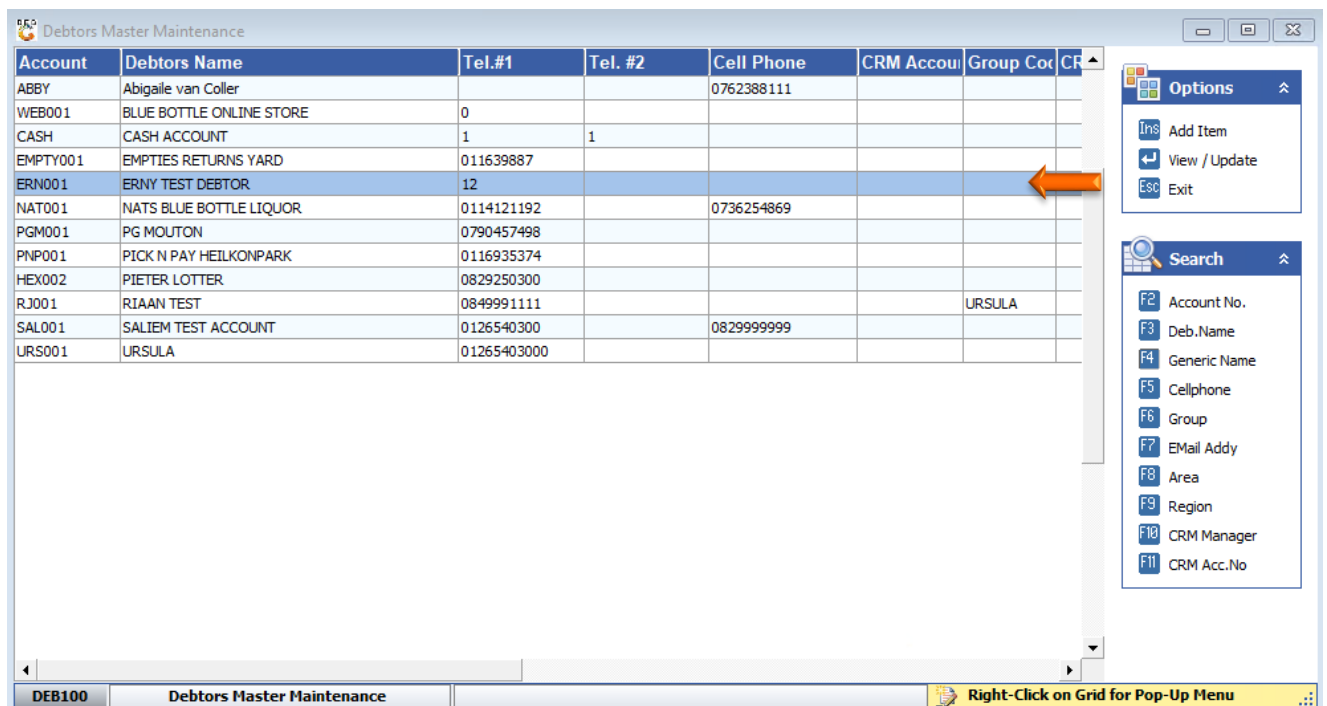 Debtors Master Maintenance
Account Debtors Name Tel.#1 Tel. #2 Cell Phone CRM Accou Group Coc CR
ABBY Abigaile van Coller 0762388111
WEB001 BLUE BOTTLE ONLINE STORE 0
CASH CASH ACCOUNT 1 1
EMPTY001 EMPTIES RETURNS YARD 011639887
ERN001 ERNY TEST DEBTOR 12
NAT001 NATS BLUE BOTTLE LIQUOR 0114121192 0736254869
PGM001 PG MOUTON 0790457498
PNP001 PICK N PAY HEILKONPARK 0116935374
HEX002 PIETER LOTTER 0829250300
RJ001 RIAAN TEST 0849991111 URSULA
SAL001 SALIEM TEST ACCOUNT 0126540300 0829999999
URS001 URSULA 01265403000
Options
Ins Add Item
View / Update
Esc Exit
Search
F2 Account No.
F3 Deb.Name
F4 Generic Name
F5 Cellphone
F6 Group
F7 EMail Addy
F8 Area
F9 Region
F10 CRM Manager
F11 CRM Acc.No
DEB100 Debtors Master Maintenance Right-Click on Grid for Pop-Up Menu